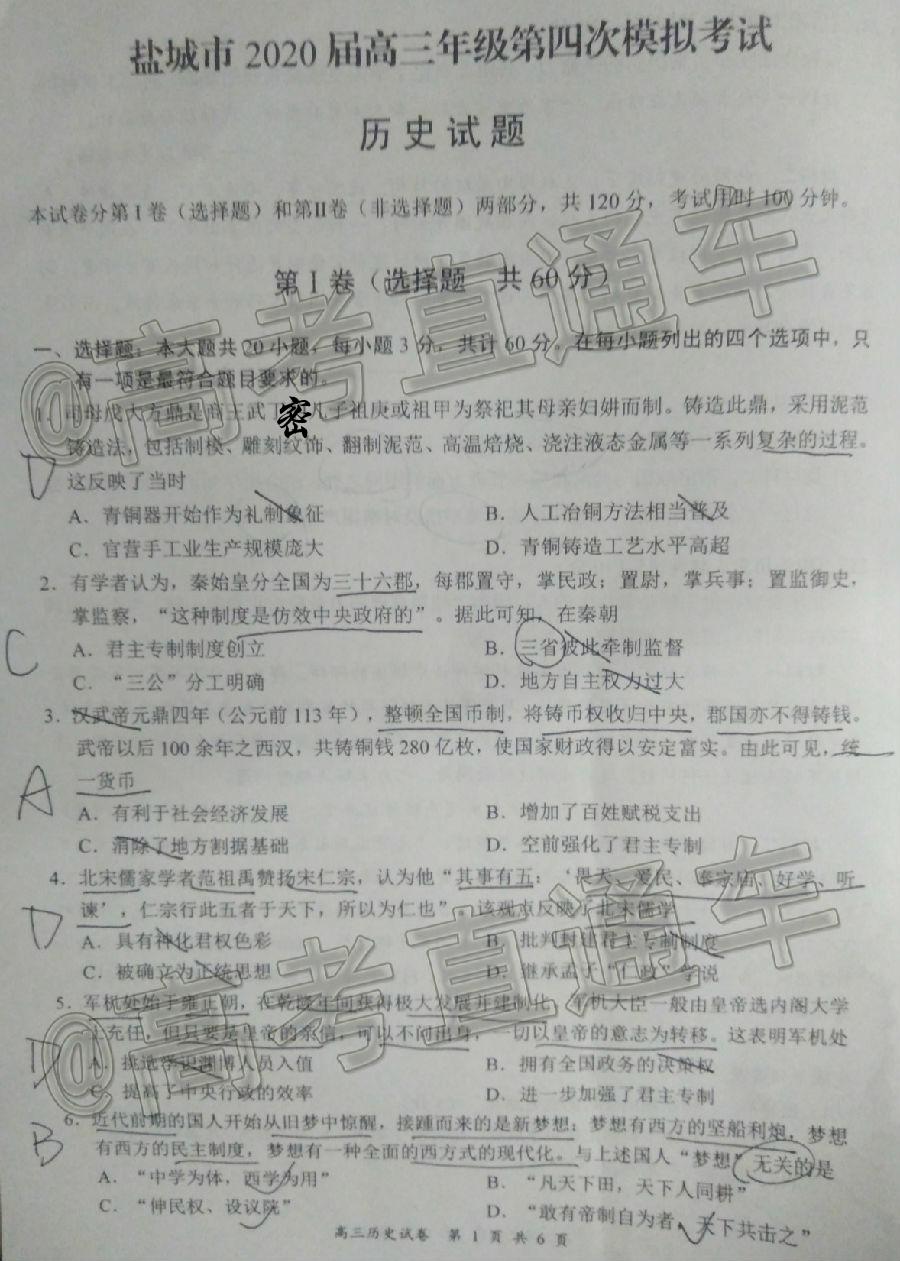 盐城市 2020 届高三年级第四次模拟考试
历史试题
本试卷分第 I 卷（选择题）和第II卷（非选择题）两部分，共 120 分，考试用时 100 分钟。
第 I 卷（选择题 共 60 分）
一、选择题：本大题共 20 小题，每小题 3 分，共计 60 分。在每小题列出的四个选项中，只
有一项是最符合题目要求的。
密
1．司母戊大方鼎是商王武丁 儿子祖庚或祖甲为祭祀其母亲妇妌而制。铸造此鼎，采用泥范
铸造法，包括制模、雕刻纹饰、翻制泥范、高温焙烧、浇注液态金属等一系列复杂的过程。
D
这反映了当时
A．青铜器开始作为礼制象征 B．人工冶铜方法相当普及
C．官营手工业生产规模庞大 D．青铜铸造工艺水平高超
2．有学者认为，秦始皇分全国为三十六郡，每郡置守，掌民政；置尉，掌兵事；置监御史，
掌监察，“这种制度是仿效中央政府的”。据此可知，在秦朝
C
A．君主专制制度创立 B．三省彼此牵制监督
C．“三公”分工明确 D．地方自主权力过大
3．汉武帝元鼎四年（公元前 113 年），整顿全国币制，将铸币权收归中央，郡国亦不得铸钱。
武帝以后 100 余年之西汉，共铸铜钱 280 亿枚，使国家财政得以安定富实。由此可见，统
A
一货币
A．有利于社会经济发展 B．增加了百姓赋税支出
C．消除了地方割据基础 D．空前强化了君主专制
4．北宋儒家学者范祖禹赞扬宋仁宗，认为他“其事有五：‘畏天、爱民、奉宗庙、好学、听
谏’，仁宗行此五者于天下，所以为仁也”。该观点反映了北宋儒学
D
A．具有神化君权色彩 B．批判封建君主专制制度
C．被确立为正统思想 D．继承孟子“仁政”学说
5．军机处始于雍正朝，在乾隆年间获得极大发展并建制化，军机大臣一般由皇帝选内阁大学
士充任，但只要是皇帝的亲信，可以不问出身，一切以皇帝的意志为转移。这表明军机处
D
A．挑选学识渊博人员入值 B．拥有全国政务的决策权
C．提高了中央行政的效率 D．进一步加强了君主专制
6．近代前期的国人开始从旧梦中惊醒，接踵而来的是新梦想：梦想有西方的坚船利炮，梦想
B
有西方的民主制度，梦想有一种全面的西方式的现代化。与上述国人“梦想”无关的是
A．“中学为体，西学为用” B．“凡天下田，天下人同耕”
C．“伸民权、设议院” D．“敢有帝制自为者，天下共击之”
高三历史试卷 第 1 页 共 6 页
@高考直通车
@高考直通车